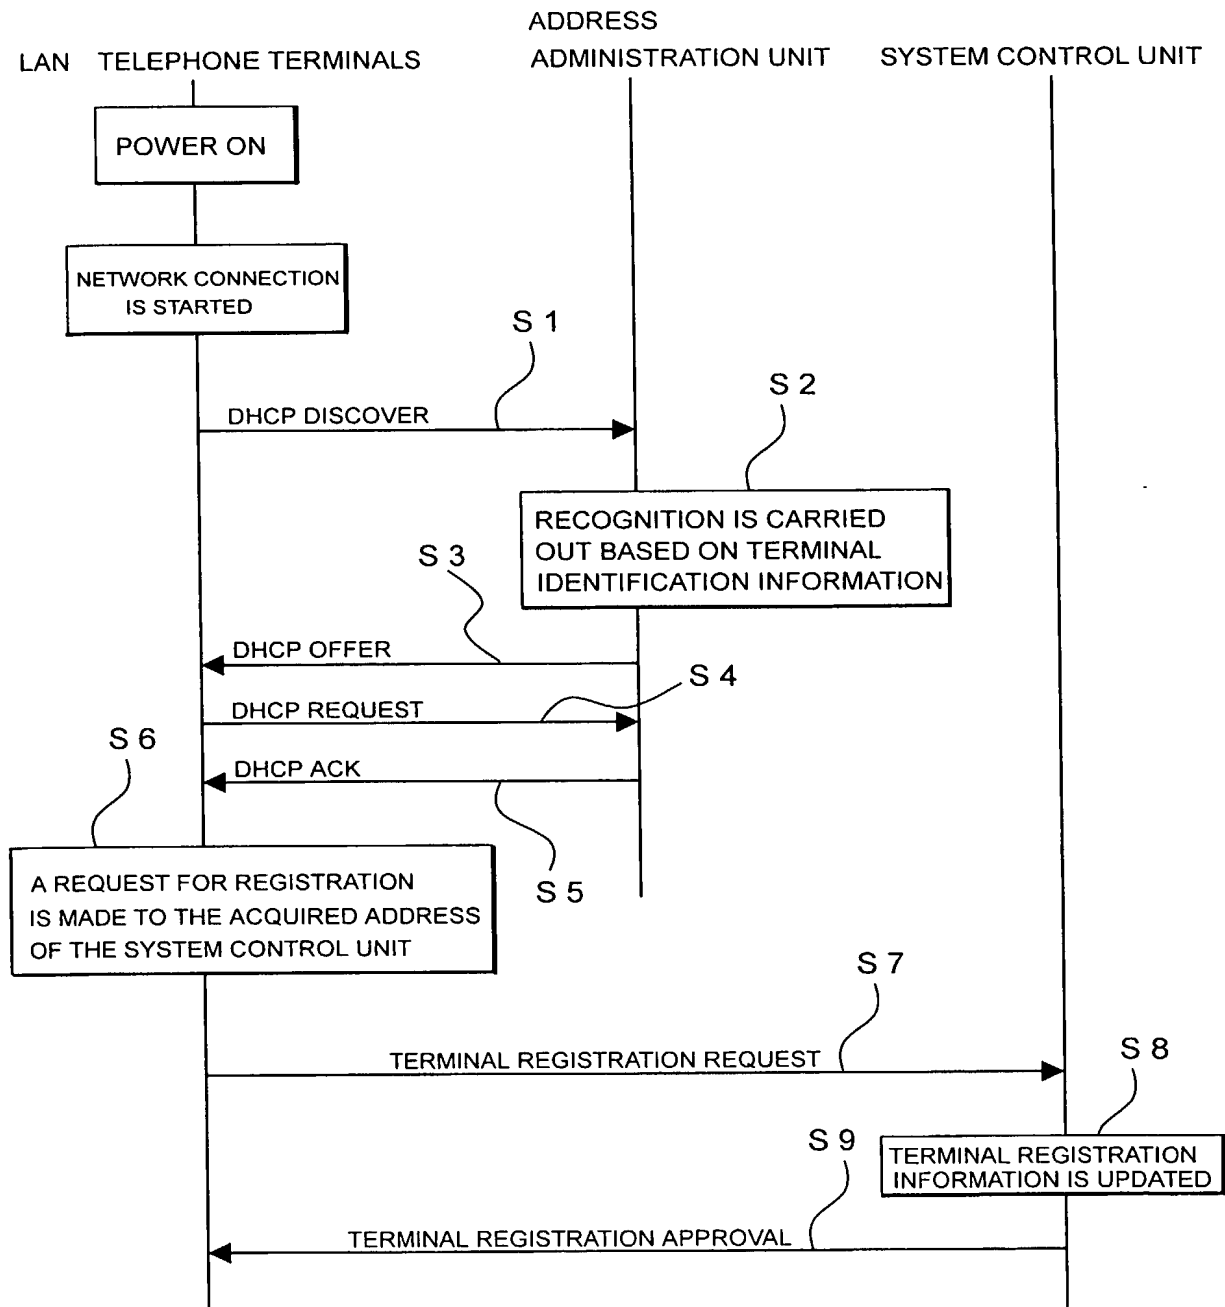 ADDRESS
LAN TELEPHONE TERMINALS
ADMINISTRATION UNIT
SYSTEM CONTROL UNIT
POWER ON
NETWORK CONNECTION
IS STARTED
S 1
DHCP DISCOVER
S 2
RECOGNITION IS CARRIED
OUT BASED ON TERMINAL
IDENTIFICATION INFORMATION
S 3
DHCP OFFER
S 4
DHCP REQUEST
S 6
DHCP ACK
S 5
A REQUEST FOR REGISTRATION
IS MADE TO THE ACQUIRED ADDRESS
OF THE SYSTEM CONTROL UNIT
S 7
TERMINAL REGISTRATION REQUEST
S 8
TERMINAL REGISTRATION
INFORMATION IS UPDATED
S 9
TERMINAL REGISTRATION APPROVAL